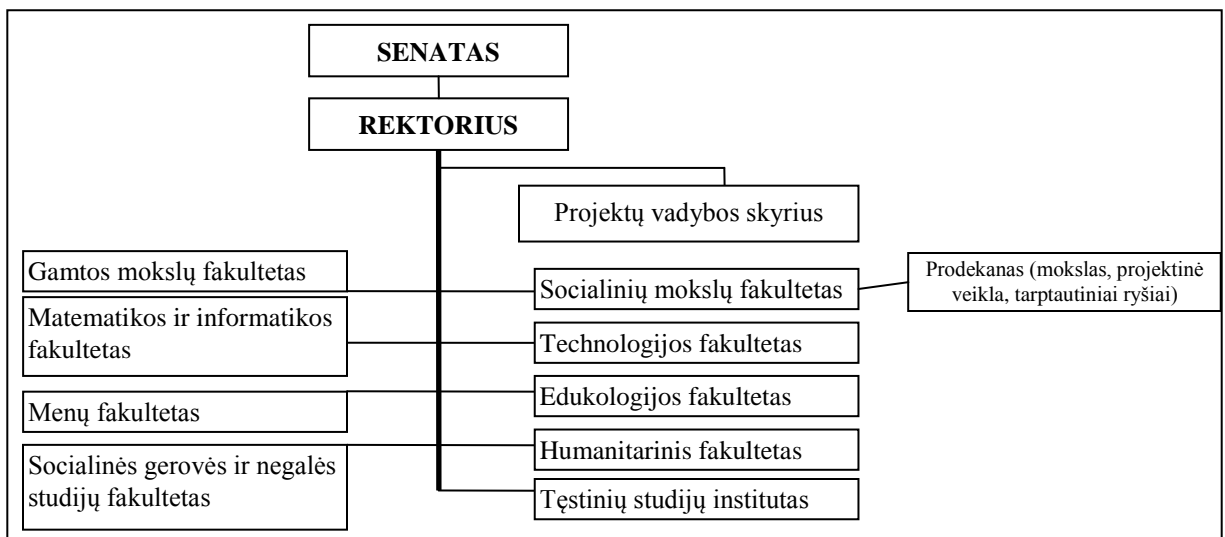 SENATAS
REKTORIUS
Projektų vadybos skyrius
Gamtos mokslų fakultetas
Matematikos ir informatikos
fakultetas
Menų fakultetas
Socialinės gerovės ir negalės
studijų fakultetas
Socialinių mokslų fakultetas
Technologijos fakultetas
Edukologijos fakultetas
Humanitarinis fakultetas
Tęstinių studijų institutas
Prodekanas (mokslas, projektinė
veikla, tarptautiniai ryšiai)